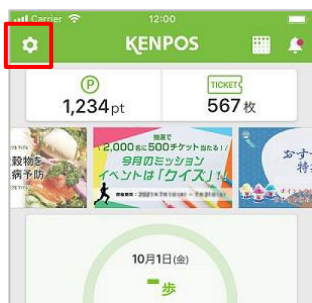 Carrier 12:00
KENPOS
P TICKET
1,234pt 567枚
穀物を
病予防
抽選で
2,000名に500チケット当たる!
今月のミッション
イベントは「クイズ」!!
おすす
特
10月1日(金)
-歩